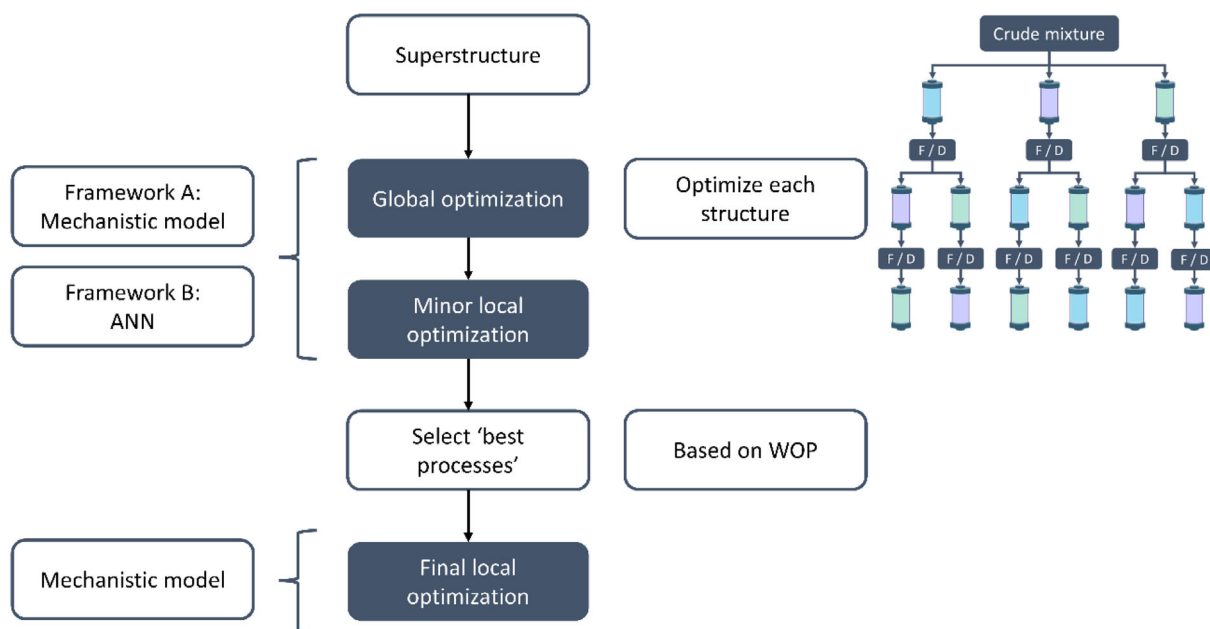 Superstructure
Crude mixture
F / D
F / D
F / D
Framework A:
Mechanistic model
Global optimization
Optimize each
structure
F / D
F / D
F / D
F / D
F / D
F / D
Framework B:
ANN
Minor local
optimization
Select ‘best
processes’
Based on WOP
Mechanistic model
Final local
optimization